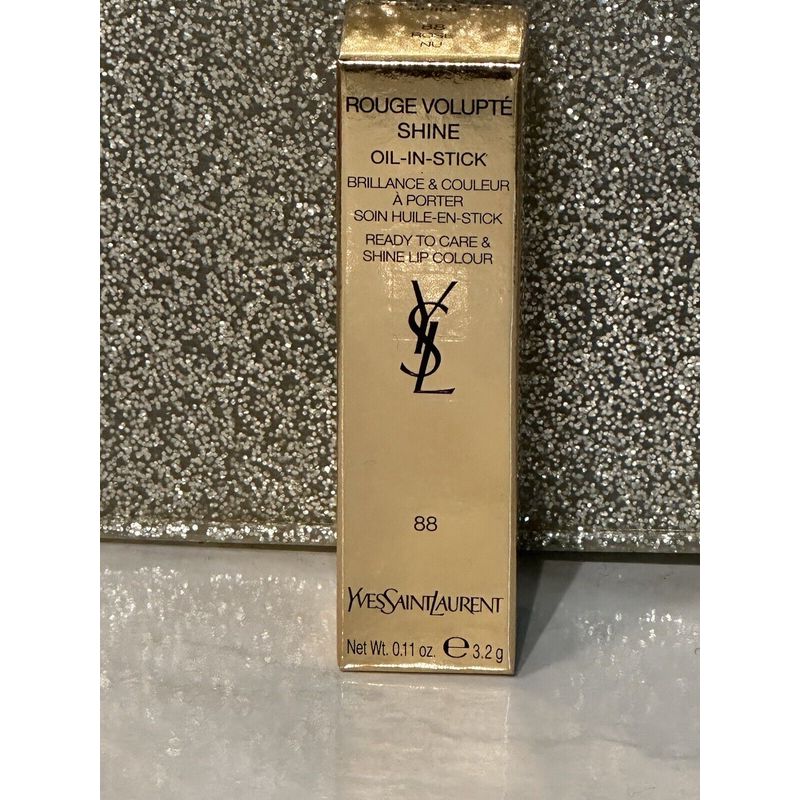 88
ROSE
NU
ROUGE VOLUPTÉ
SHINE
OIL-IN-STICK
BRILLANCE & COULEUR
À PORTER
SOIN HUILE-EN-STICK
READY TO CARE &
SHINE LIP COLOUR
YSL
88
YVESSAINTLAURENT
Net Wt. 0.11 oz. e 3.2 g